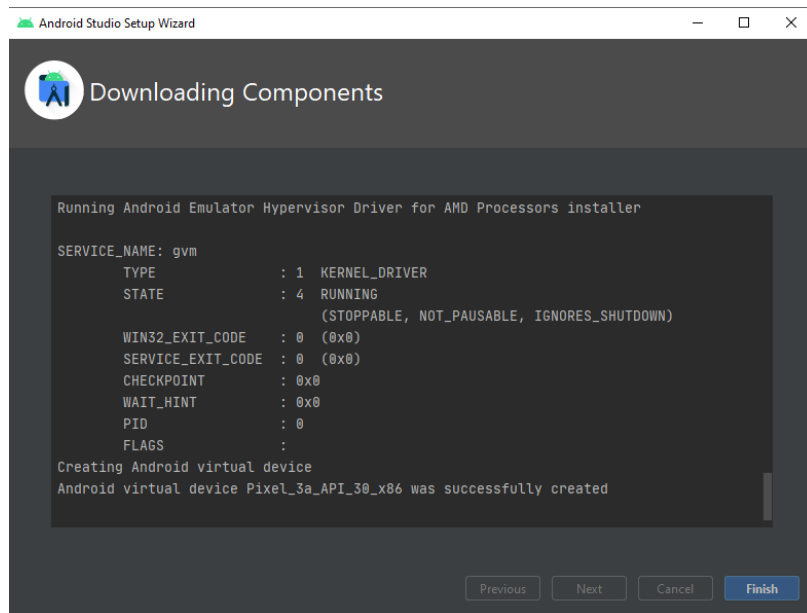 Android Studio Setup Wizard
Downloading Components
Running Android Emulator Hypervisor Driver for AMD Processors installer
SERVICE_NAME: gvm
TYPE : 1 KERNEL_DRIVER
STATE : 4 RUNNING
(STOPPABLE, NOT_PAUSABLE, IGNORES_SHUTDOWN)
WIN32_EXIT_CODE : 0 (0x0)
SERVICE_EXIT_CODE : 0 (0x0)
CHECKPOINT : 0x0
WAIT_HINT : 0x0
PID : 0
FLAGS :
Creating Android virtual device
Android virtual device Pixel_3a_API_30_x86 was successfully created
Previous Next Cancel Finish